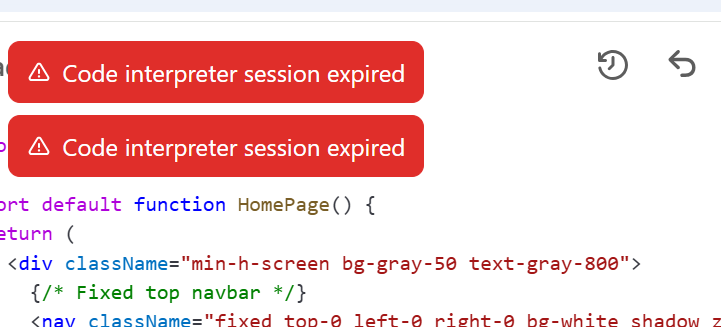 Code interpreter session expired
Code interpreter session expired
ort default function HomePage() {
eturn (
<div className="min-h-screen bg-gray-50 text-gray-800">
{/* Fixed top navbar */}
<nav className="fixed top-0 left-0 right-0 bg-white shadow z